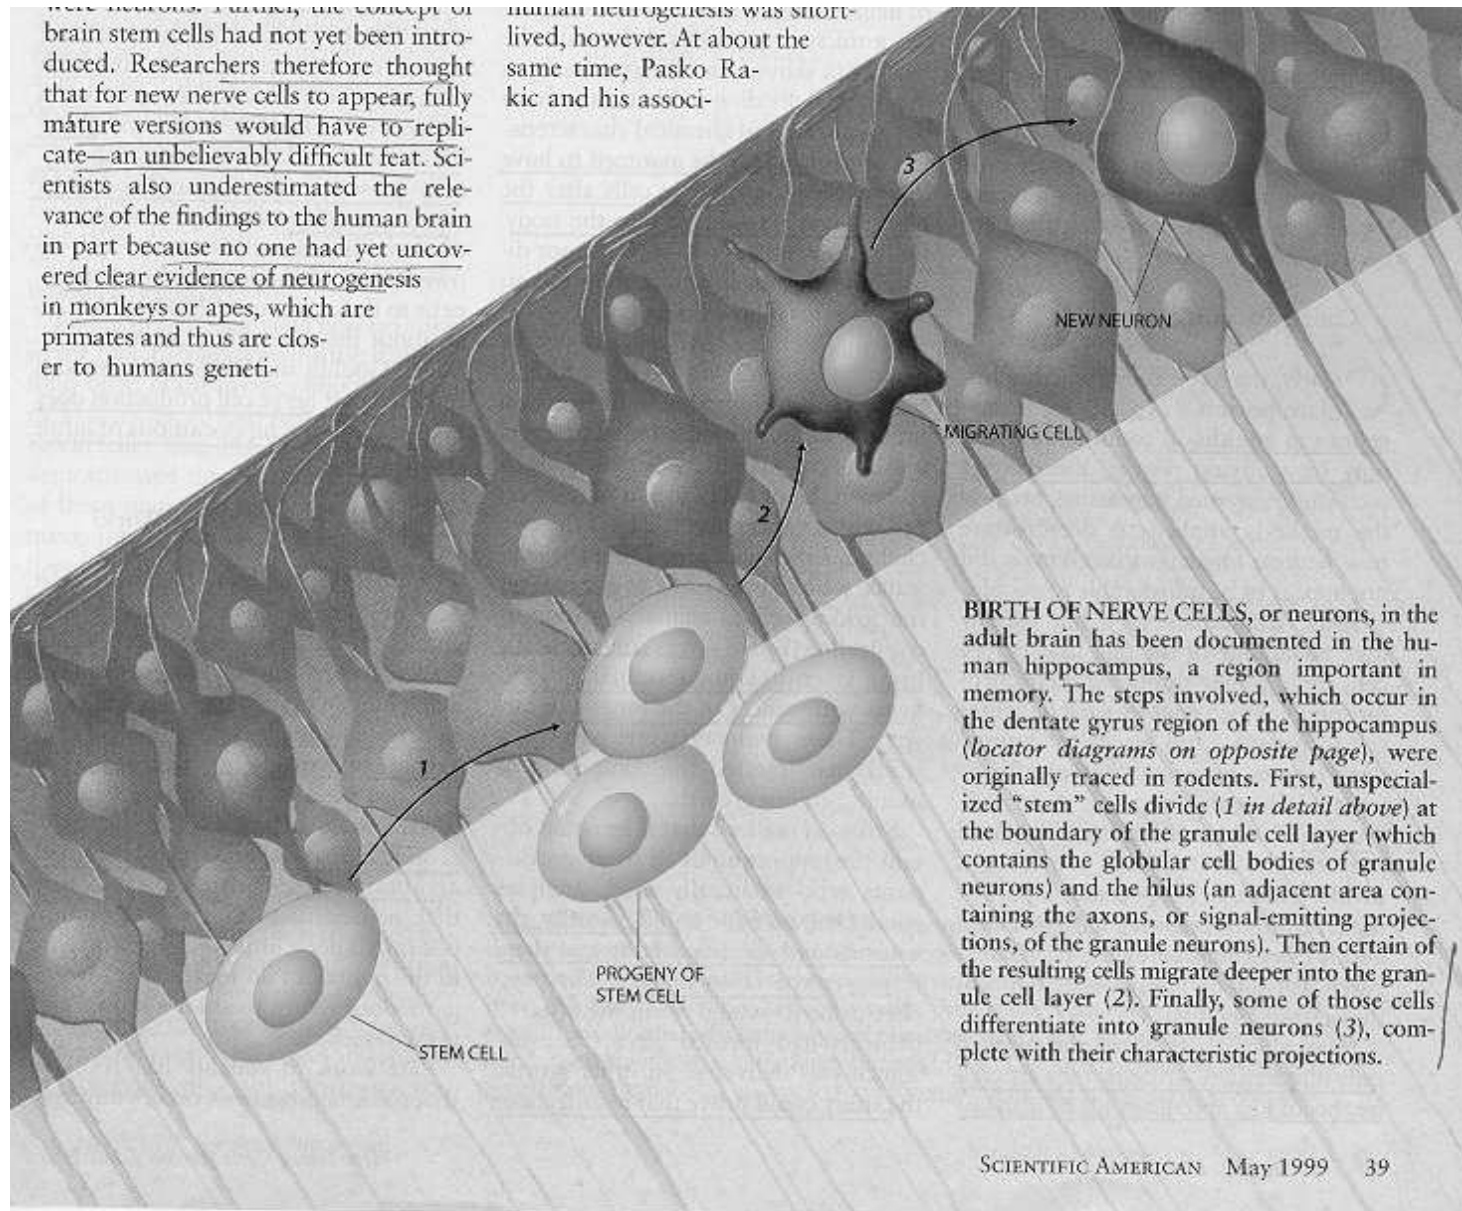 were neurons. Further, the concept of
brain stem cells had not yet been intro-
duced. Researchers therefore thought
that for new nerve cells to appear, fully
mature versions would have to repli-
cate—an unbelievably difficult feat. Sci-
entists also underestimated the rele-
vance of the findings to the human brain
in part because no one had yet uncov-
ered clear evidence of neurogenesis
in monkeys or apes, which are
primates and thus are clos-
er to humans geneti-
human neurogenesis was short-
lived, however. At about the
same time, Pasko Ra-
kic and his associ-
3
NEW NEURON
MIGRATING CELL
2
1
PROGENY OF
STEM CELL
STEM CELL
BIRTH OF NERVE CELLS, or neurons, in the
adult brain has been documented in the hu-
man hippocampus, a region important in
memory. The steps involved, which occur in
the dentate gyrus region of the hippocampus
(locator diagrams on opposite page), were
originally traced in rodents. First, unspecial-
ized “stem” cells divide (1 in detail above) at
the boundary of the granule cell layer (which
contains the globular cell bodies of granule
neurons) and the hilus (an adjacent area con-
taining the axons, or signal-emitting projec-
tions, of the granule neurons). Then certain of
the resulting cells migrate deeper into the gran-
ule cell layer (2). Finally, some of those cells
differentiate into granule neurons (3), com-
plete with their characteristic projections.
SCIENTIFIC AMERICAN May 1999 39